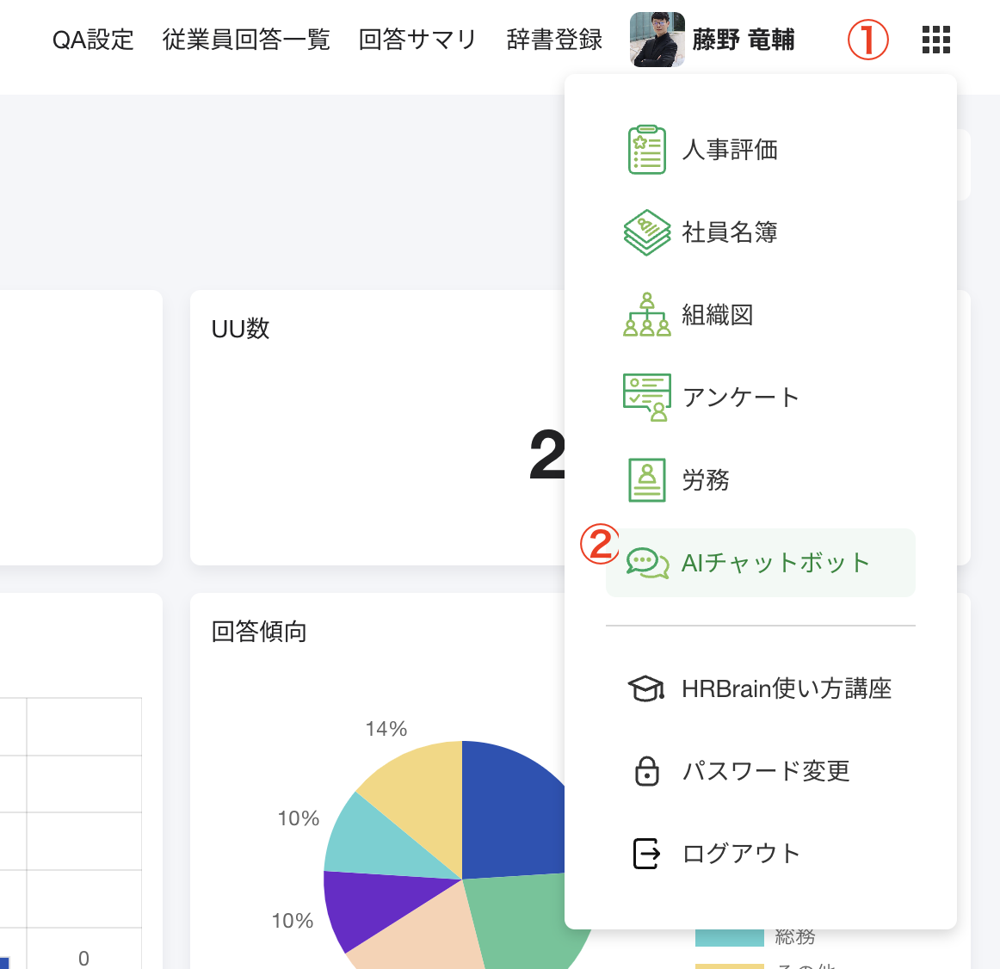 QA設定 従業員回答一覧 回答サマリ 辞書登録 藤野 竜輔 ①
人事評価
社員名簿
組織図
アンケート
労務
② AIチャットボット
HRBrain使い方講座
パスワード変更
ログアウト
UU数
2
回答傾向
14%
10%
10%
0
総務
その他